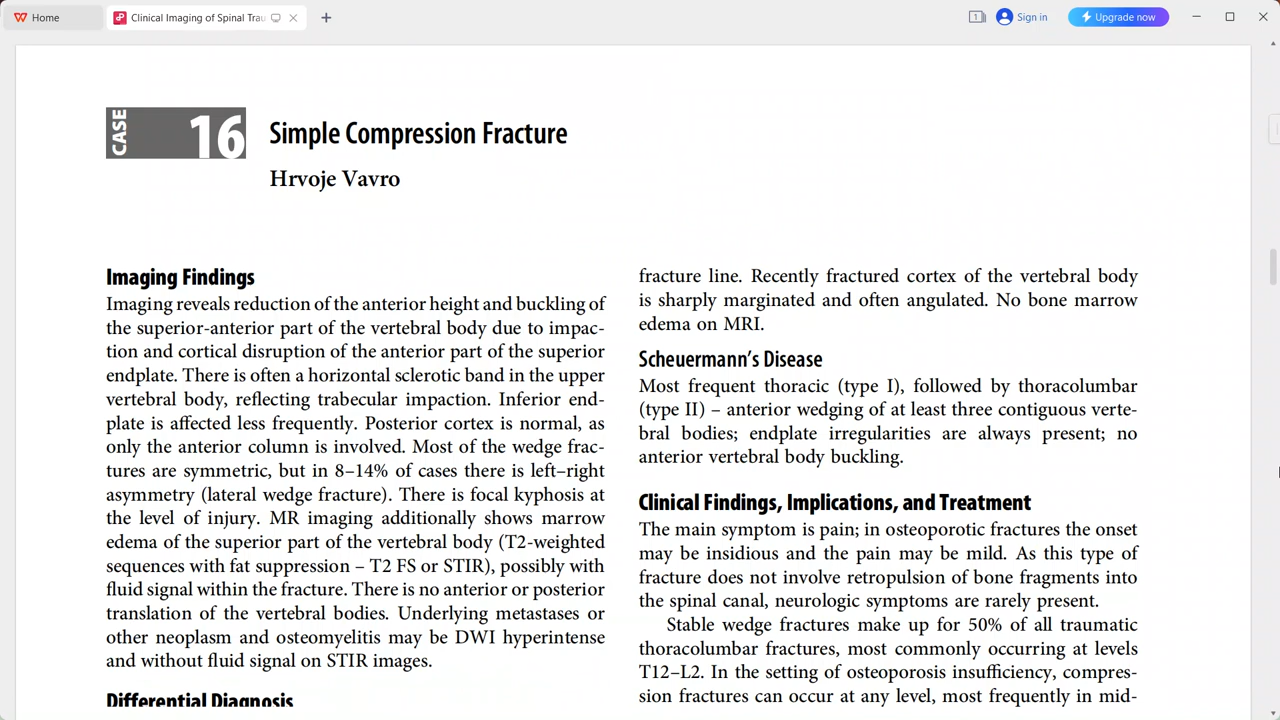 Home
Clinical Imaging of Spinal Trau
1
Sign in
Upgrade now
CASE 16
Simple Compression Fracture
Hrvoje Vavro
Imaging Findings
Imaging reveals reduction of the anterior height and buckling of
the superior-anterior part of the vertebral body due to impac-
tion and cortical disruption of the anterior part of the superior
endplate. There is often a horizontal sclerotic band in the upper
vertebral body, reflecting trabecular impaction. Inferior end-
plate is affected less frequently. Posterior cortex is normal, as
only the anterior column is involved. Most of the wedge frac-
tures are symmetric, but in 8–14% of cases there is left–right
asymmetry (lateral wedge fracture). There is focal kyphosis at
the level of injury. MR imaging additionally shows marrow
edema of the superior part of the vertebral body (T2-weighted
sequences with fat suppression – T2 FS or STIR), possibly with
fluid signal within the fracture. There is no anterior or posterior
translation of the vertebral bodies. Underlying metastases or
other neoplasm and osteomyelitis may be DWI hyperintense
and without fluid signal on STIR images.
Differential Diagnosis
fracture line. Recently fractured cortex of the vertebral body
is sharply marginated and often angulated. No bone marrow
edema on MRI.
Scheuermann's Disease
Most frequent thoracic (type I), followed by thoracolumbar
(type II) – anterior wedging of at least three contiguous verte-
bral bodies; endplate irregularities are always present; no
anterior vertebral body buckling.
Clinical Findings, Implications, and Treatment
The main symptom is pain; in osteoporotic fractures the onset
may be insidious and the pain may be mild. As this type of
fracture does not involve retropulsion of bone fragments into
the spinal canal, neurologic symptoms are rarely present.
Stable wedge fractures make up for 50% of all traumatic
thoracolumbar fractures, most commonly occurring at levels
T12–L2. In the setting of osteoporosis insufficiency, compres-
sion fractures can occur at any level, most frequently in mid-